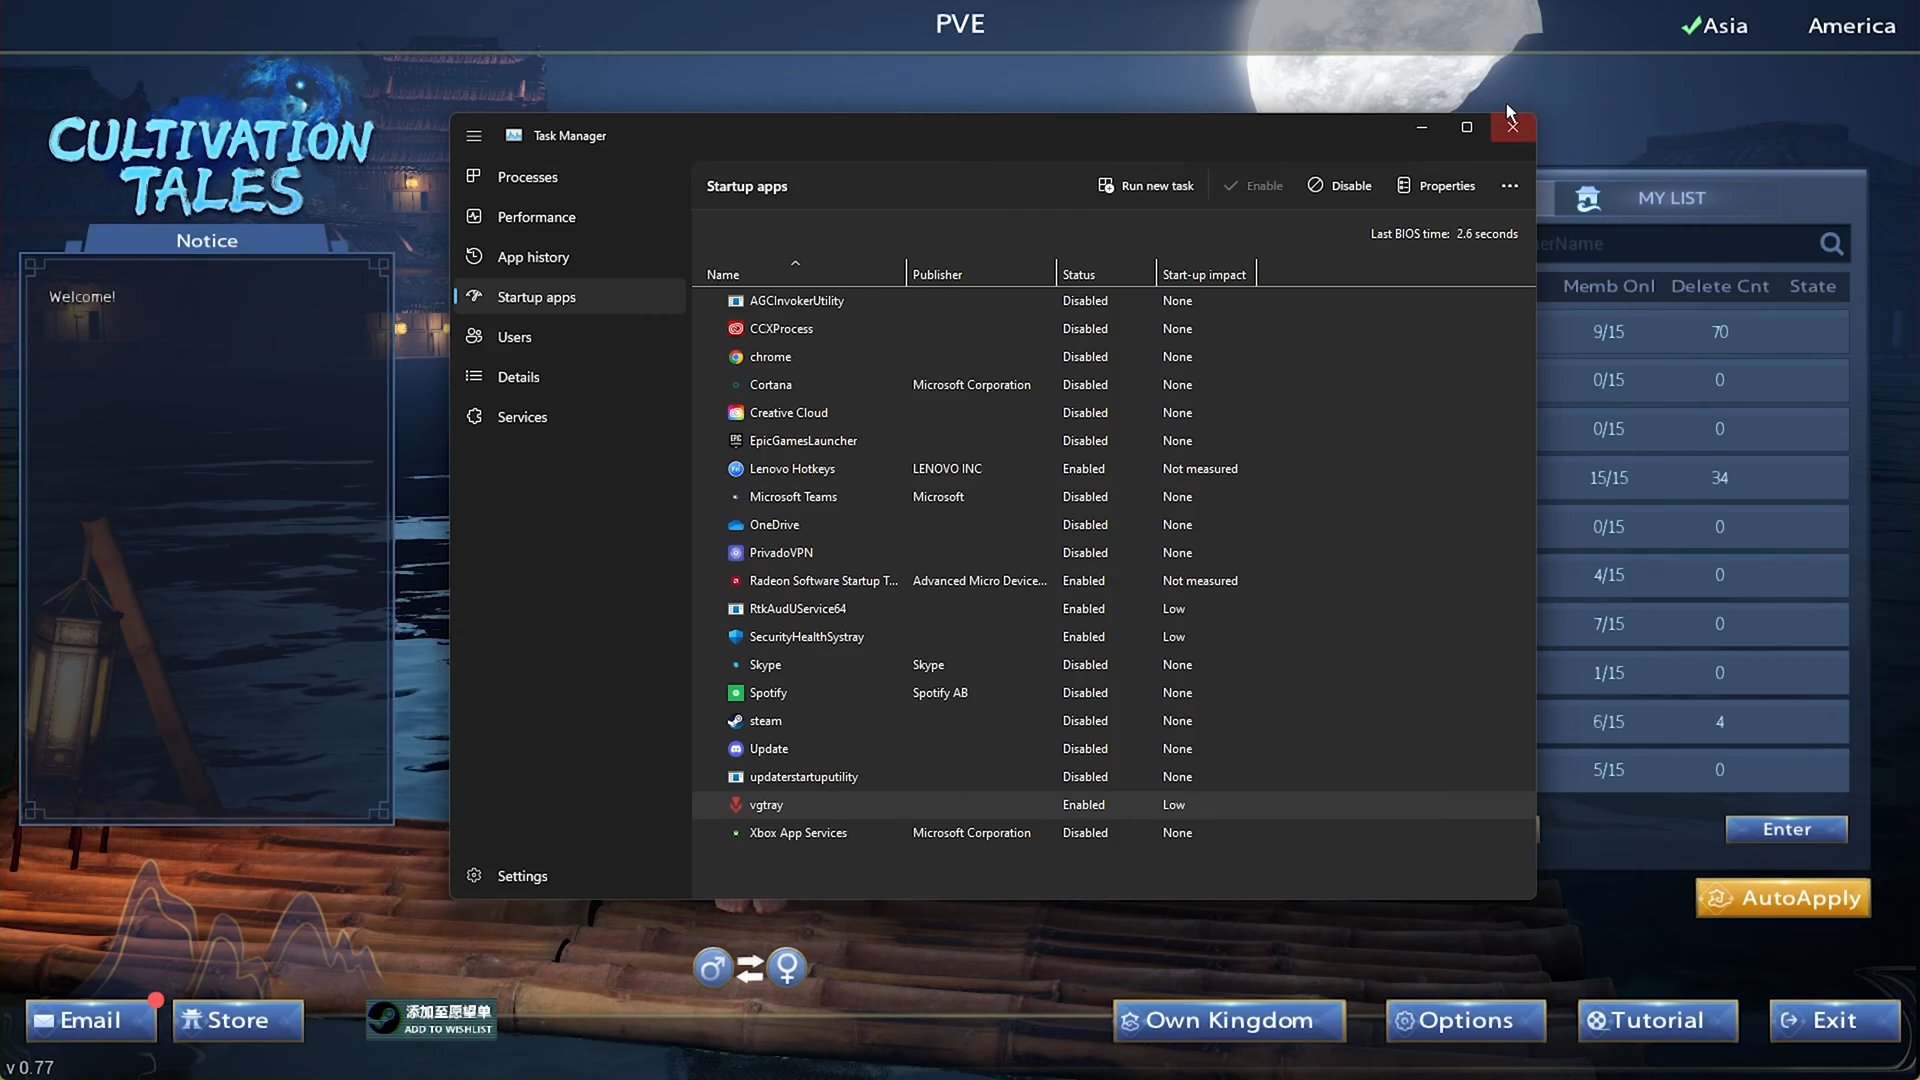 PVE
Asia
America
CULTIVATION
TALES
Notice
Welcome!
Task Manager
Processes
Performance
App history
Startup apps
Users
Details
Services
Settings
Startup apps
Run new task
Enable
Disable
Properties
Last BIOS time: 2.6 seconds
Name Publisher Status Start-up impact
AGCInvokerUtility Disabled None
CCXProcess Disabled None
chrome Disabled None
Cortana Microsoft Corporation Disabled None
Creative Cloud Disabled None
EpicGamesLauncher Disabled None
Lenovo Hotkeys LENOVO INC Enabled Not measured
Microsoft Teams Microsoft Disabled None
OneDrive Disabled None
PrivadoVPN Disabled None
Radeon Software Startup T... Advanced Micro Device... Enabled Not measured
RtkAudUService64 Enabled Low
SecurityHealthSystray Enabled Low
Skype Skype Disabled None
Spotify Spotify AB Disabled None
steam Disabled None
Update Disabled None
updaterstartuputility Disabled None
vgtray Enabled Low
Xbox App Services Microsoft Corporation Disabled None
MY LIST
erName
Memb Onl Delete Cnt State
9/15 70
0/15 0
0/15 0
15/15 34
0/15 0
4/15 0
7/15 0
1/15 0
6/15 4
5/15 0
Enter
AutoApply
Email
Store
添加至愿望单
ADD TO WISHLIST
Own Kingdom
Options
Tutorial
Exit
v 0.77